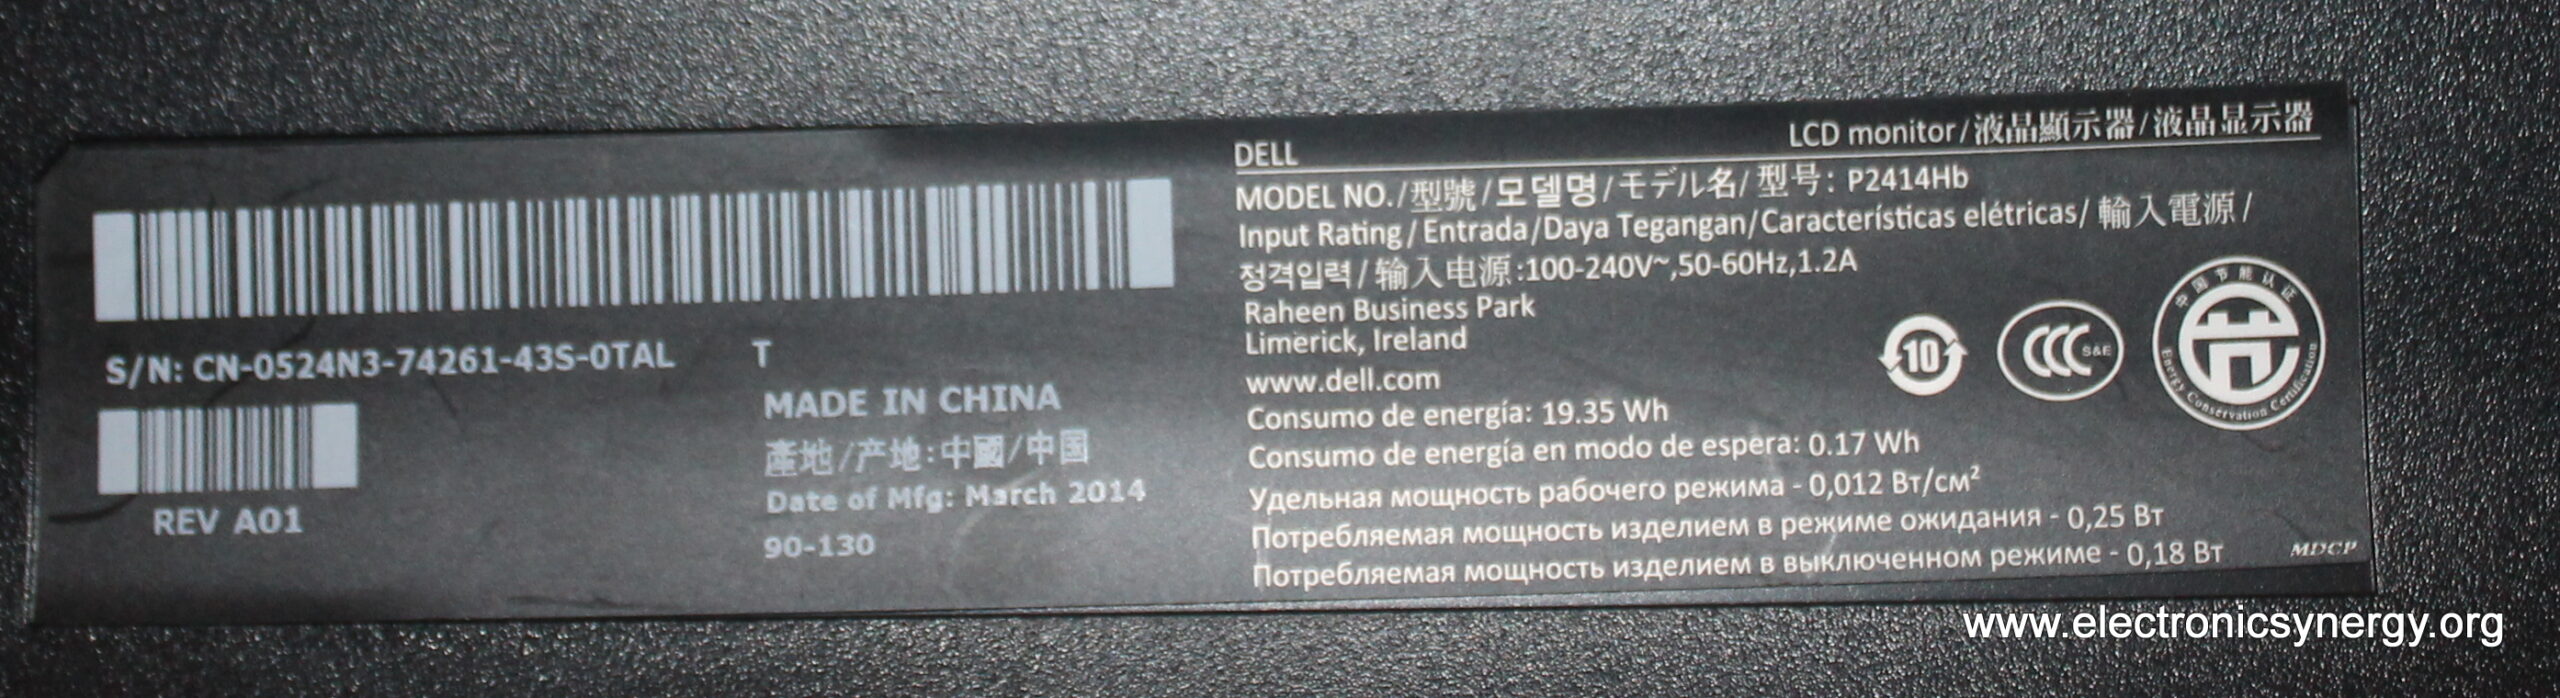 S/N: CN-0524N3-74261-43S-0TAL T
REV A01
MADE IN CHINA
產地/产地:中國/中国
Date of Mfg: March 2014
90-130
DELL
LCD monitor/液晶顯示器/液晶显示器
MODEL NO./型號/모델명/モデル名/型号: P2414Hb
Input Rating/Entrada/Daya Tegangan/Características elétricas/輸入電源/
정격입력/输入电源:100-240V~,50-60Hz,1.2A
Raheen Business Park
Limerick, Ireland
www.dell.com
Consumo de energía: 19.35 Wh
Consumo de energía en modo de espera: 0.17 Wh
Удельная мощность рабочего режима - 0,012 Вт/см²
Потребляемая мощность изделием в режиме ожидания - 0,25 Вт
Потребляемая мощность изделием в выключенном режиме - 0,18 Вт
10
CCC S&E
中国节能认证
Energy Conservation Certification
MDCP
www.electronicsynergy.org